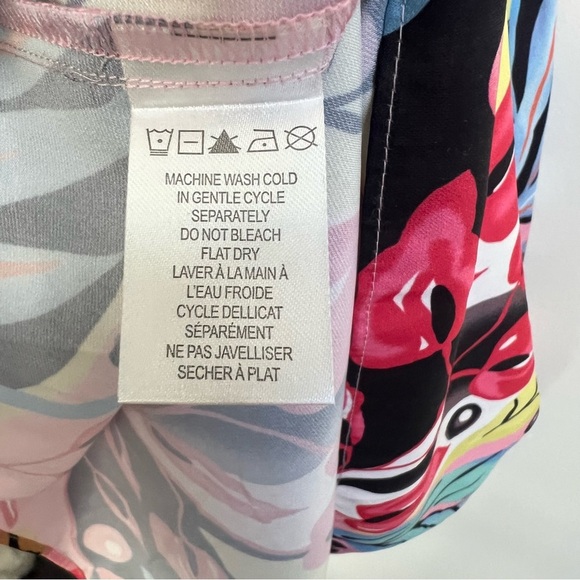 MACHINE WASH COLD
IN GENTLE CYCLE
SEPARATELY
DO NOT BLEACH
FLAT DRY
LAVER À LA MAIN À
L'EAU FROIDE
CYCLE DELLICAT
SÉPARÉMENT
NE PAS JAVELLISER
SECHER À PLAT